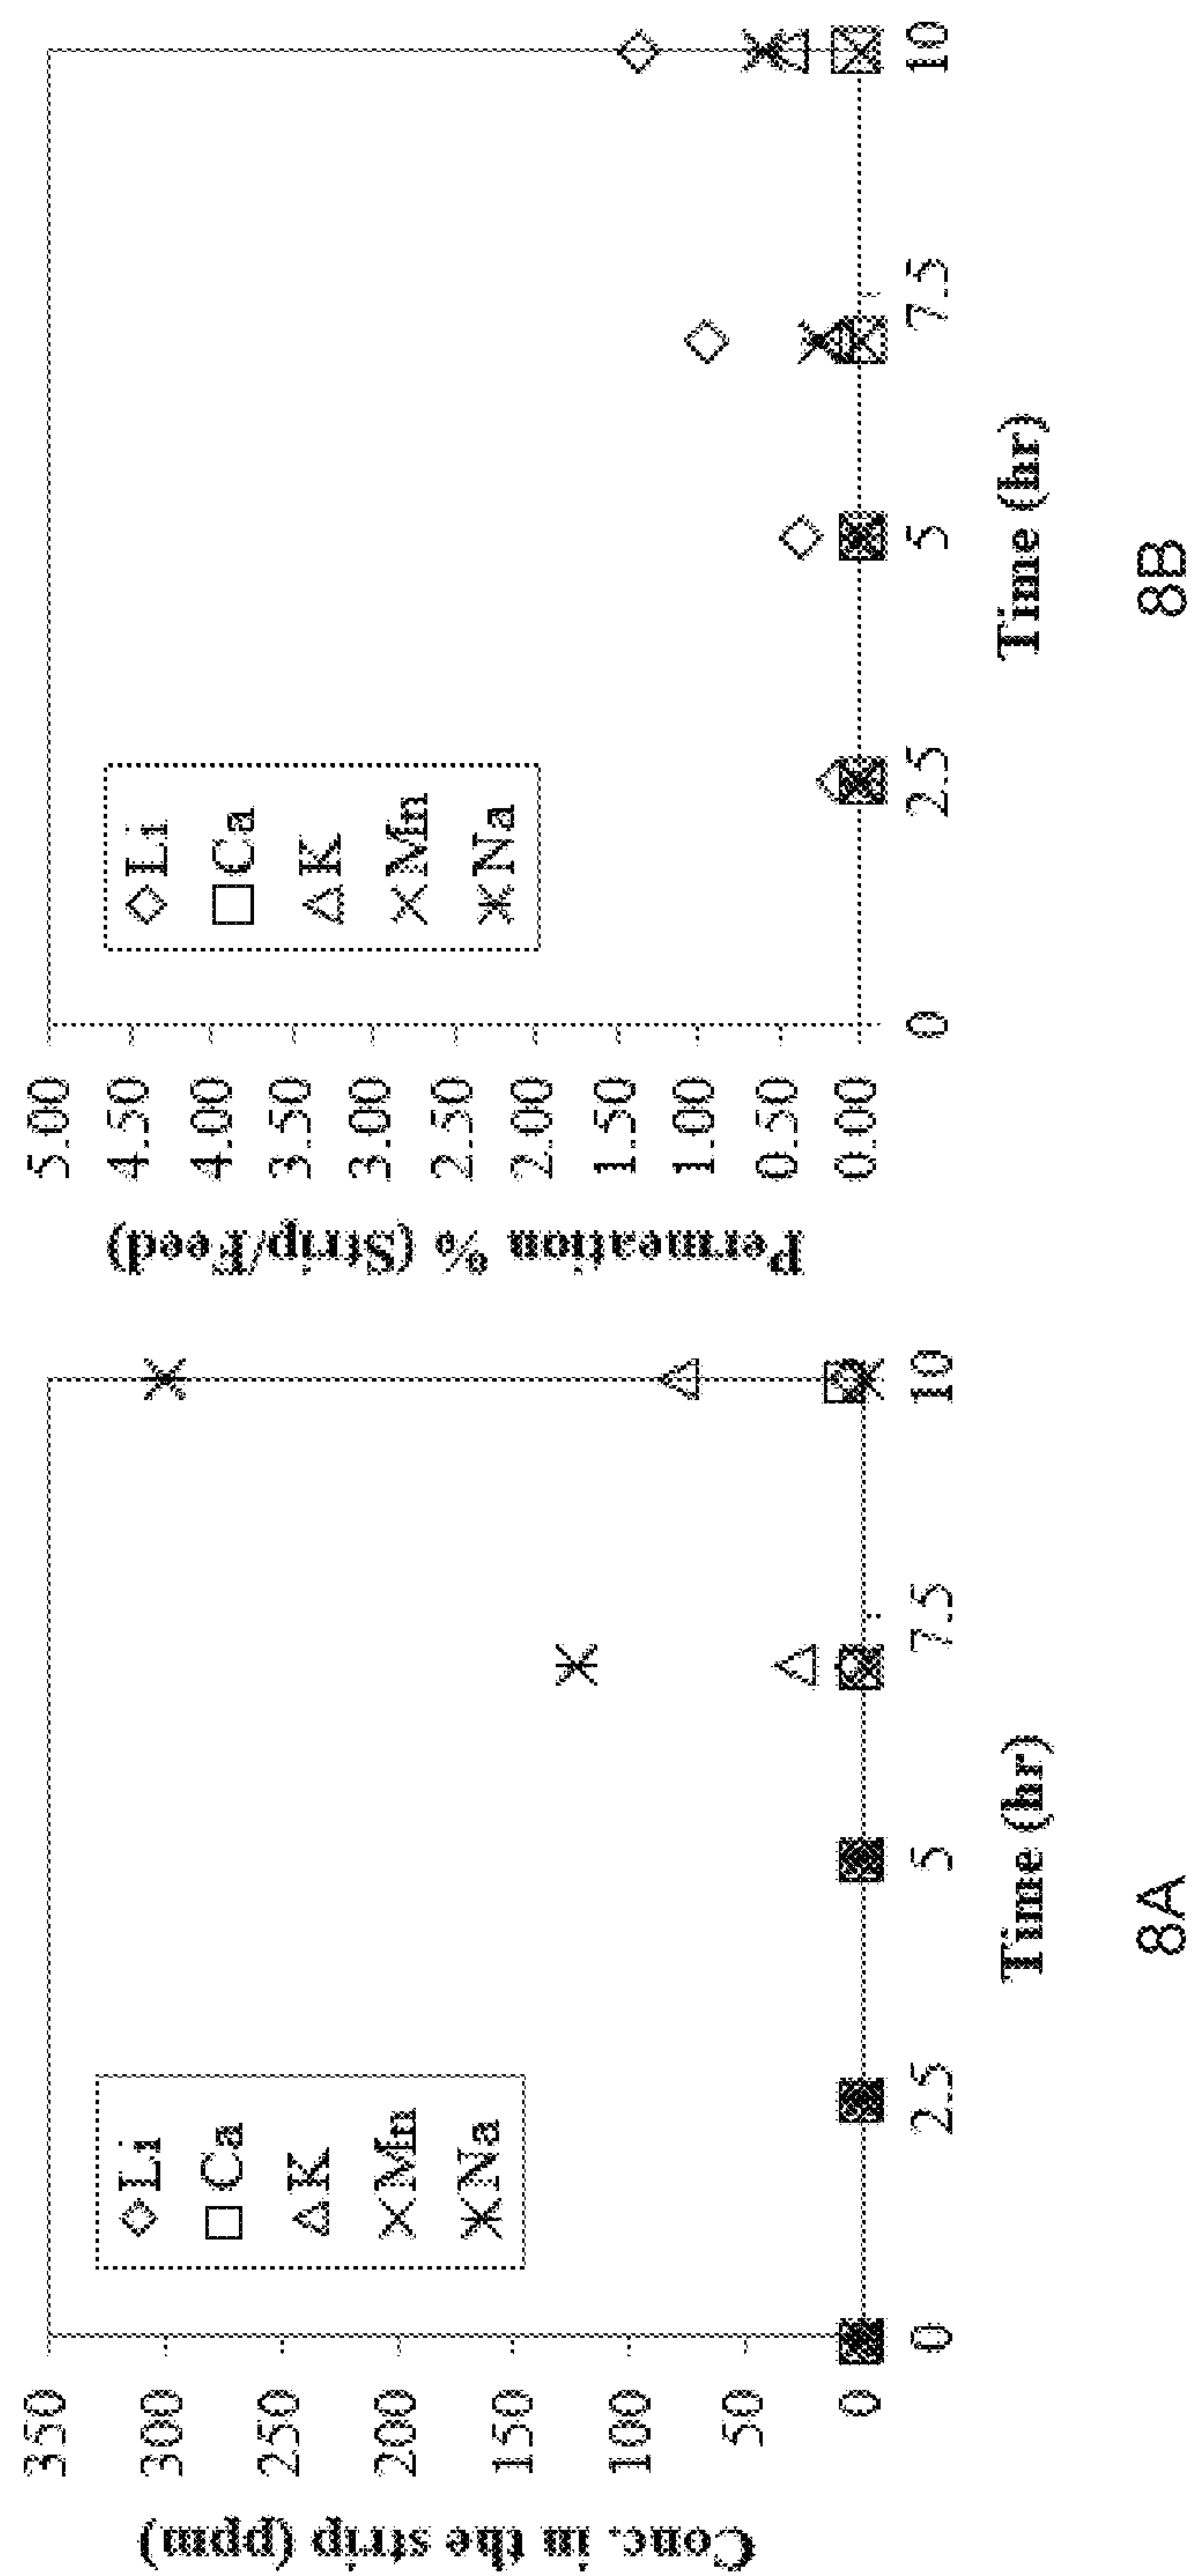 Conc. in the strip (ppm)
350
300
250
200
150
100
50
0
Li
Ca
K
Mn
Na
0
2.5
5
7.5
10
Time (hr)
8A
Permeation % (Strip/Feed)
5.00
4.50
4.00
3.50
3.00
2.50
2.00
1.50
1.00
0.50
0.00
Li
Ca
K
Mn
Na
0
2.5
5
7.5
10
Time (hr)
8B